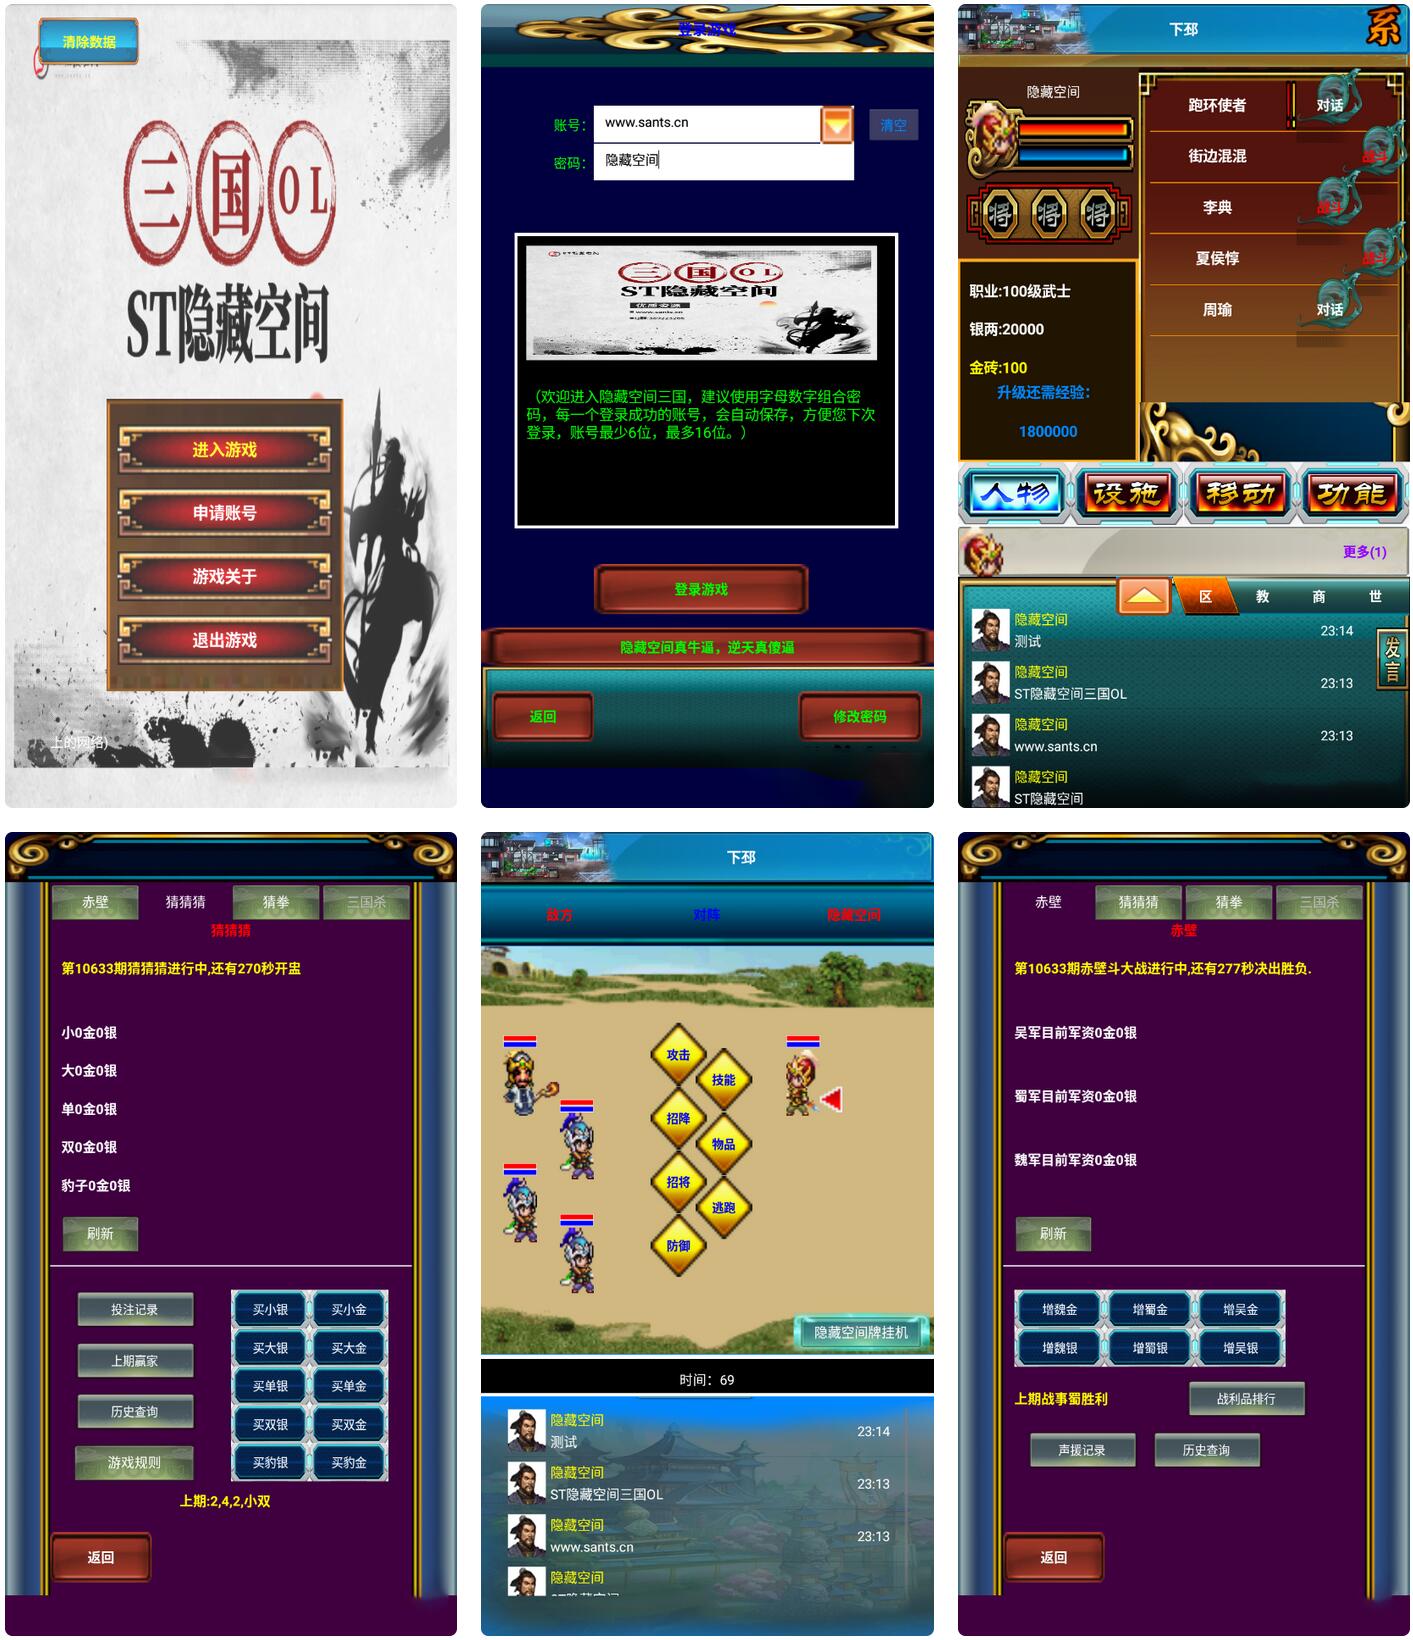 清除数据
三国OL
ST隐藏空间
进入游戏
申请账号
游戏关于
退出游戏
上的网络)
登录游戏
账号:
www.sants.cn
清空
密码:
隐藏空间
三国OL
ST隐藏空间
(欢迎进入隐藏空间三国，建议使用字母数字组合密
码，每一个登录成功的账号，会自动保存，方便您下次
登录，账号最少6位，最多16位。)
登录游戏
隐藏空间真牛逼，逆天真傻逼
返回
修改密码
下邳
系
隐藏空间
将 将 将
职业:100级武士
银两:20000
金砖:100
升级还需经验:
1800000
跑环使者 对话
街边混混 战斗
李典 战斗
夏侯惇 战斗
周瑜 对话
人物 设施 移动 功能
更多(1)
区 教 商 世
发言
隐藏空间
测试 23:14
隐藏空间
ST隐藏空间三国OL 23:13
隐藏空间
www.sants.cn 23:13
隐藏空间
ST隐藏空间
赤壁 猜猜猜 猜拳 三国杀
猜猜猜
第10633期猜猜猜进行中,还有270秒开盅
小0金0银
大0金0银
单0金0银
双0金0银
豹子0金0银
刷新
投注记录 买小银 买小金
上期赢家 买大银 买大金
历史查询 买单银 买单金
买双银 买双金
游戏规则 买豹银 买豹金
上期:2,4,2,小双
返回
下邳
敌方 对阵 隐藏空间
攻击
技能
招降
物品
招将
逃跑
防御
隐藏空间牌挂机
时间：69
隐藏空间
测试 23:14
隐藏空间
ST隐藏空间三国OL 23:13
隐藏空间
www.sants.cn 23:13
隐藏空间
赤壁 猜猜猜 猜拳 三国杀
赤壁
第10633期赤壁斗大战进行中,还有277秒决出胜负.
吴军目前军资0金0银
蜀军目前军资0金0银
魏军目前军资0金0银
刷新
增魏金 增蜀金 增吴金
增魏银 增蜀银 增吴银
上期战事蜀胜利 战利品排行
声援记录 历史查询
返回